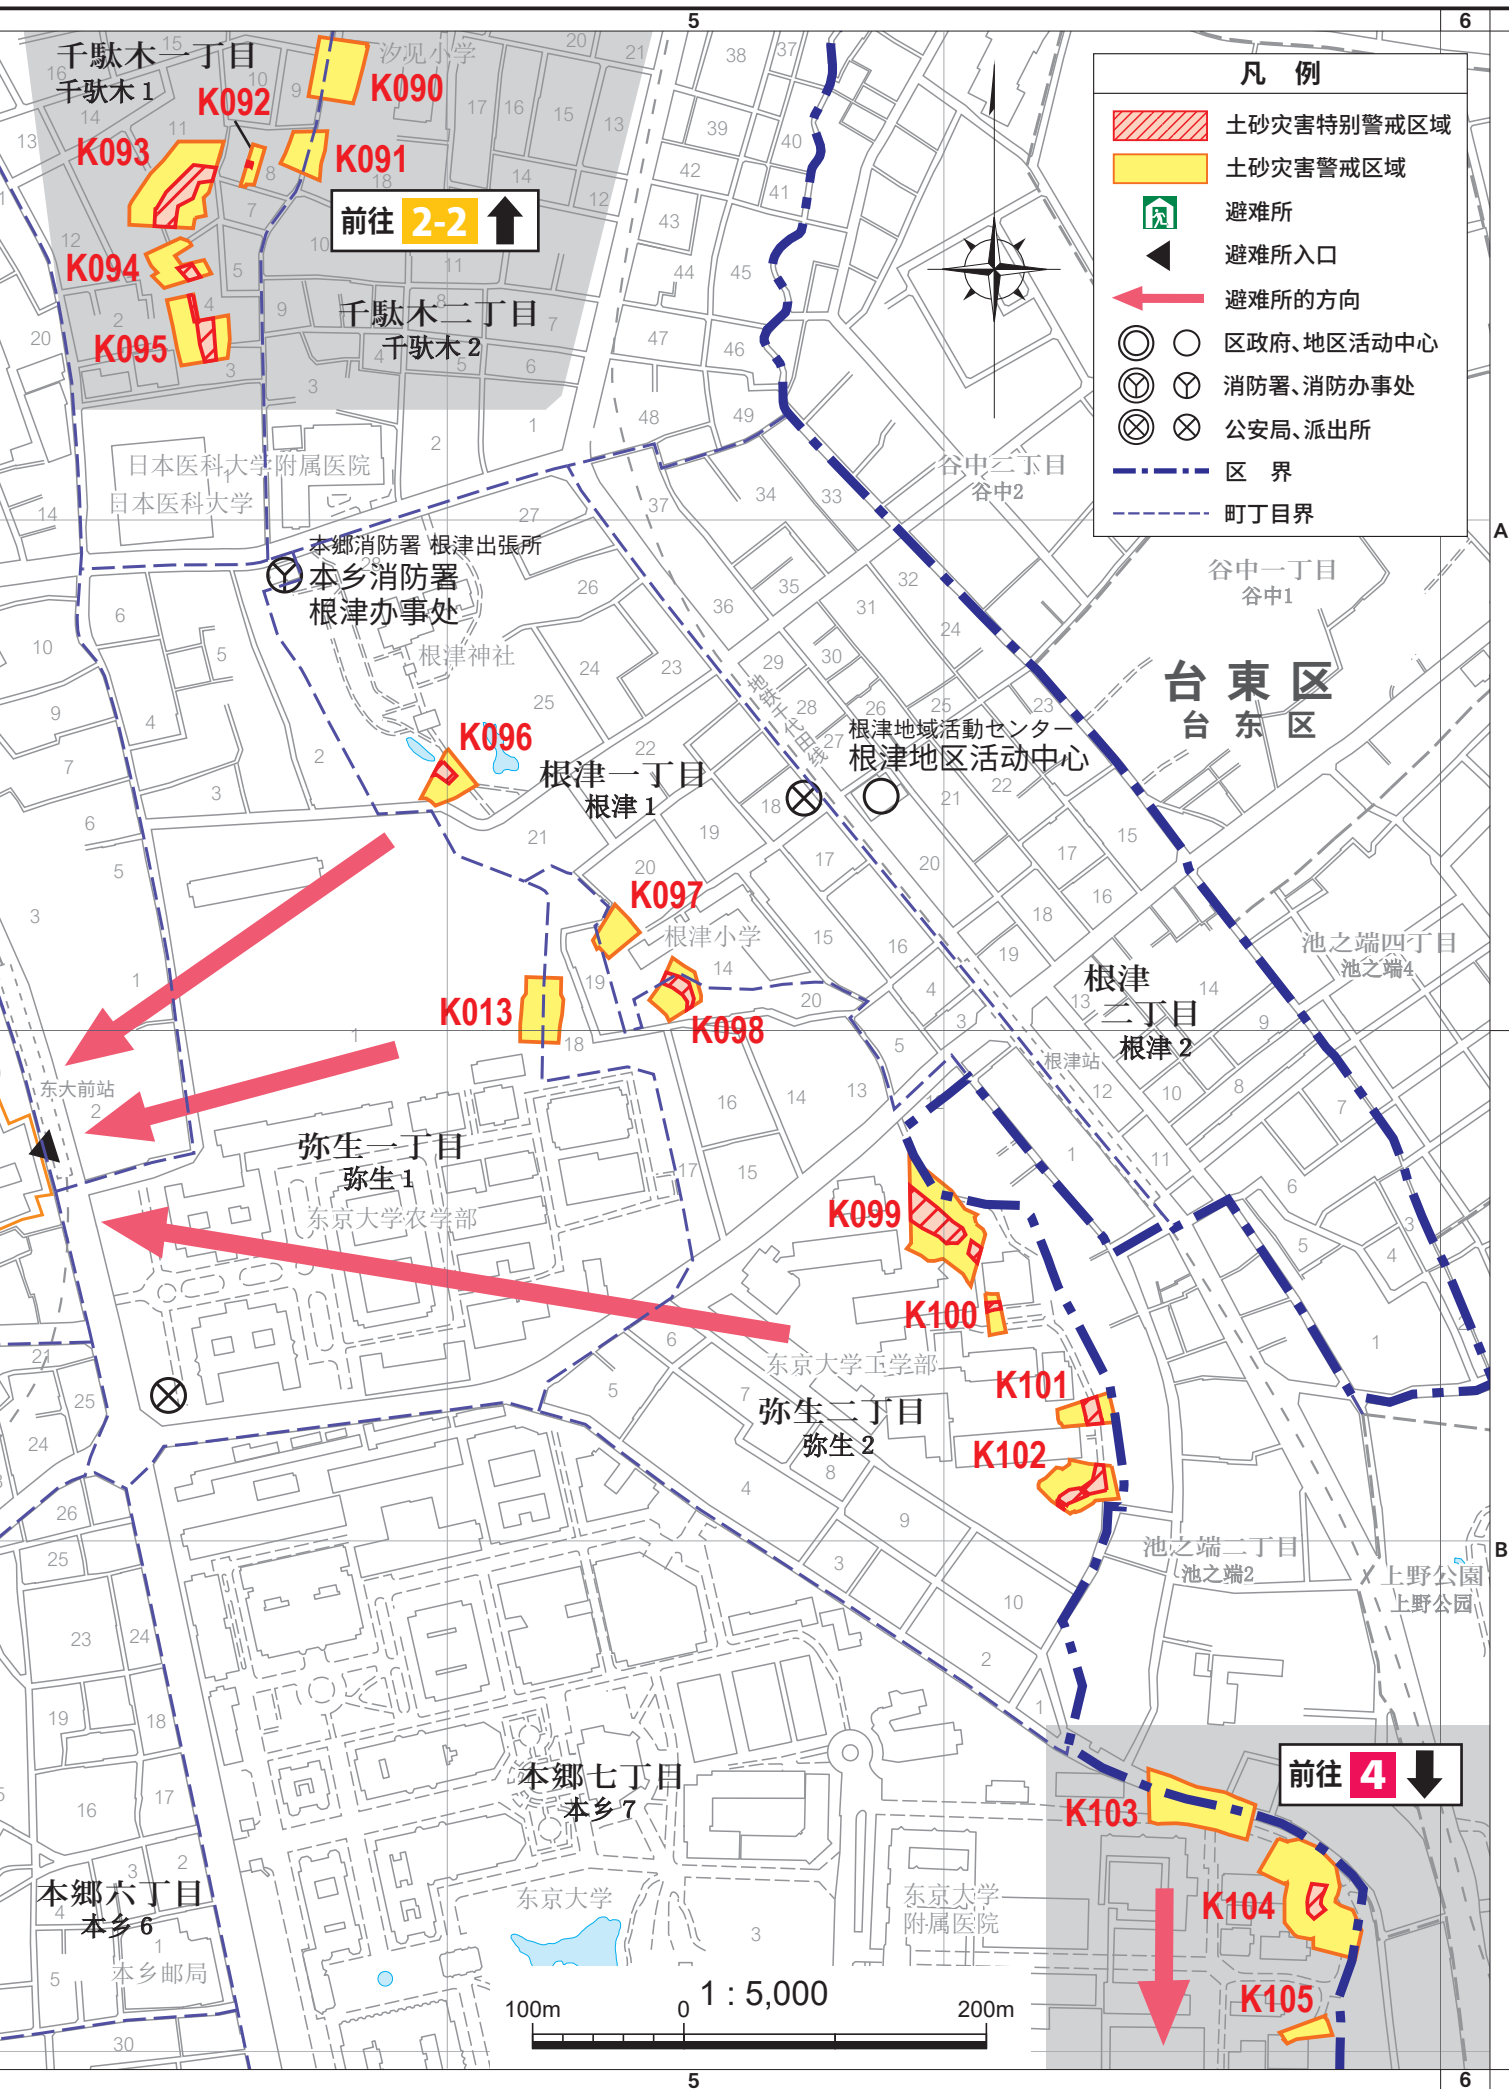 5
6
千駄木一丁目
千驮木 1
汐见小学
K090
K092
K093
K091
前往 2-2
K094
K095
千駄木二丁目
千驮木 2
凡 例
土砂灾害特别警戒区域
土砂灾害警戒区域
避难所
避难所入口
避难所的方向
区政府、地区活动中心
消防署、消防办事处
公安局、派出所
区 界
町丁目界
日本医科大学附属医院
日本医科大学
谷中二丁目
谷中2
A
本郷消防署 根津出張所
本乡消防署
根津办事处
谷中一丁目
谷中1
根津神社
台東区
台东区
地铁千代田线
根津地域活動センター
根津地区活动中心
K096
根津一丁目
根津 1
K097
根津小学
池之端四丁目
池之端4
根津
二丁目
根津 2
K013
K098
根津站
东大前站
弥生一丁目
弥生 1
东京大学农学部
K099
K100
东京大学工学部
K101
弥生二丁目
弥生 2
K102
池之端二丁目
池之端2
B
上野公園
上野公园
前往 4
本郷七丁目
本乡 7
K103
本郷六丁目
本乡 6
东京大学
东京大学
附属医院
K104
本乡邮局
K105
1 : 5,000
100m
0
200m
5
6